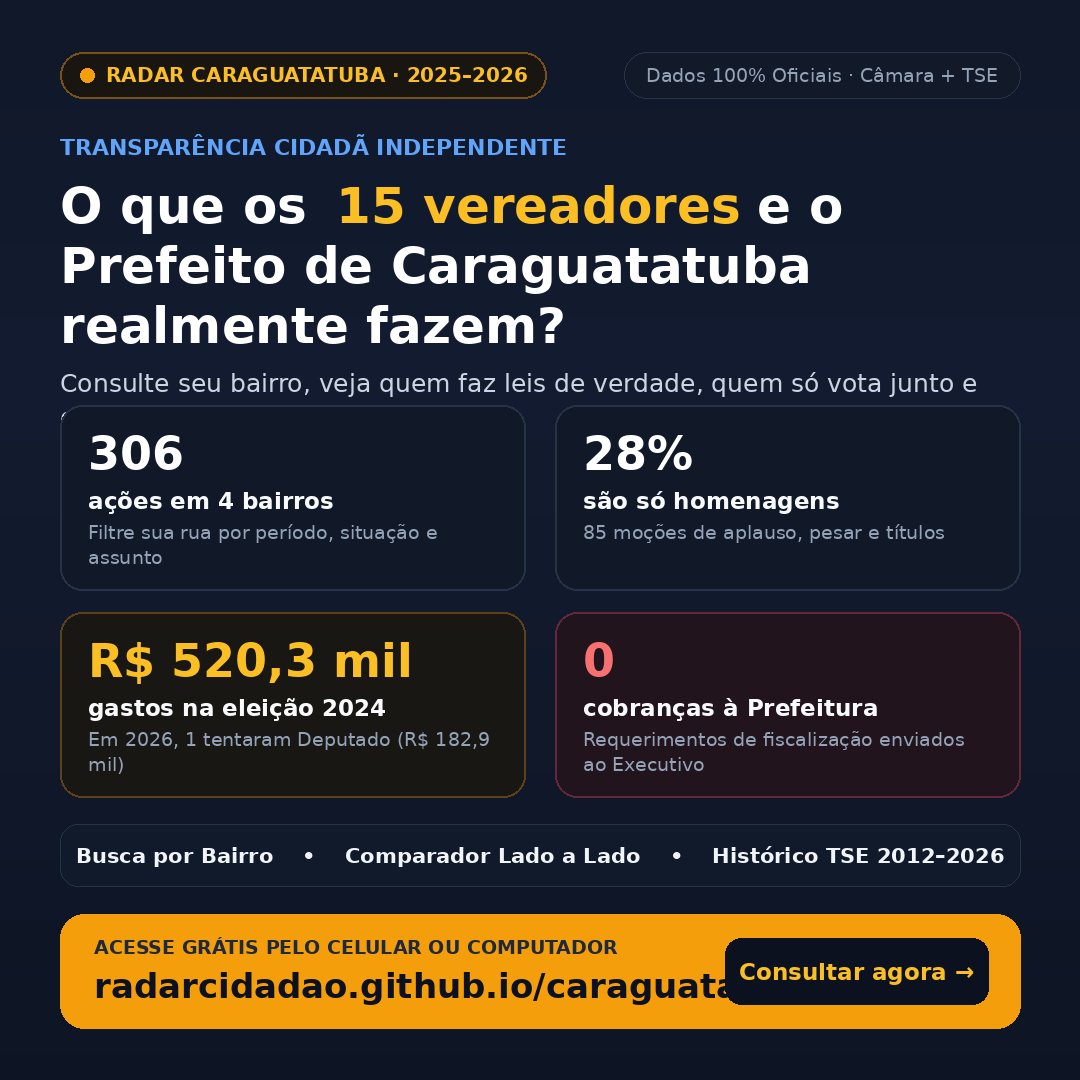 RADAR CARAGUATATUBA · 2025–2026
Dados 100% Oficiais · Câmara + TSE
TRANSPARÊNCIA CIDADÃ INDEPENDENTE
O que os 15 vereadores e o
Prefeito de Caraguatatuba
realmente fazem?
Consulte seu bairro, veja quem faz leis de verdade, quem só vota junto e
306
ações em 4 bairros
Filtre sua rua por período, situação e
assunto
28%
são só homenagens
85 moções de aplauso, pesar e títulos
R$ 520,3 mil
gastos na eleição 2024
Em 2026, 1 tentaram Deputado (R$ 182,9
mil)
0
cobranças à Prefeitura
Requerimentos de fiscalização enviados
ao Executivo
Busca por Bairro • Comparador Lado a Lado • Histórico TSE 2012–2026
ACESSE GRÁTIS PELO CELULAR OU COMPUTADOR
radarcidadao.github.io/caraguata
Consultar agora →